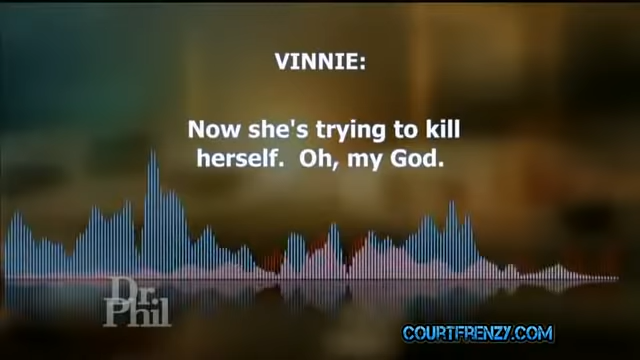 VINNIE:
Now she's trying to kill
herself.  Oh, my God.
Dr.
Phil
COURTFRENZY.COM